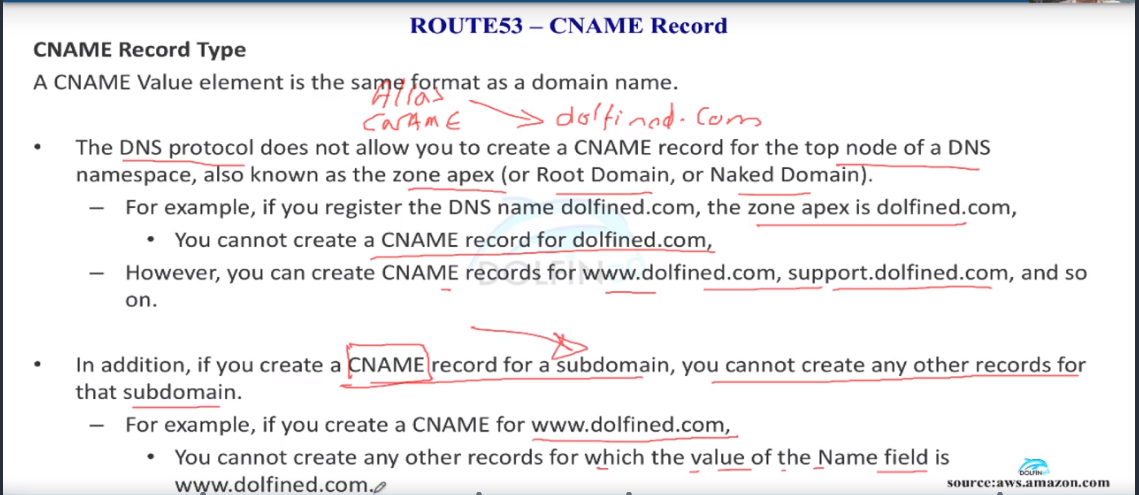 ROUTE53 – CNAME Record
CNAME Record Type
A CNAME Value element is the same format as a domain name.
Alias
CNAME → dolfined.com
• The DNS protocol does not allow you to create a CNAME record for the top node of a DNS
namespace, also known as the zone apex (or Root Domain, or Naked Domain).
– For example, if you register the DNS name dolfined.com, the zone apex is dolfined.com,
• You cannot create a CNAME record for dolfined.com,
– However, you can create CNAME records for www.dolfined.com, support.dolfined.com, and so
on.
DOLFINed
• In addition, if you create a CNAME record for a subdomain, you cannot create any other records for
that subdomain.
– For example, if you create a CNAME for www.dolfined.com,
• You cannot create any other records for which the value of the Name field is
www.dolfined.com.
DOLFIN
source:aws.amazon.com